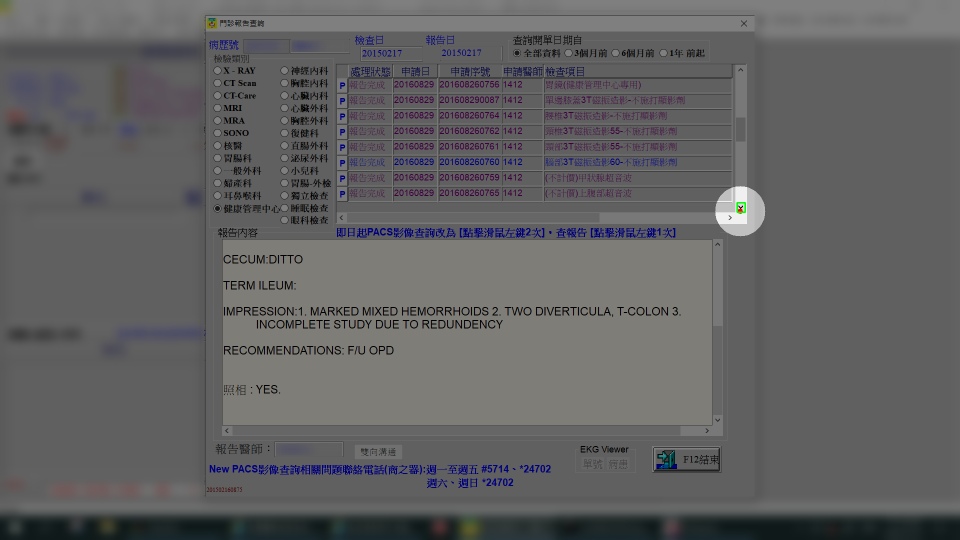 門診報告查詢
病歷號
檢查日 報告日 查詢開單日期自
20150217 20150217 全部資料 3個月前 6個月前 1年 前起
檢驗類別
X - RAY 神經內科
CT Scan 胸腔內科
CT-Care 心臟內科
MRI 心臟外科
MRA 胸腔外科
SONO 復健科
核醫 直腸外科
胃腸科 泌尿外科
一般外科 小兒科
婦產科 胃腸-外檢
耳鼻喉科 獨立檢查
健康管理中心 睡眠檢查
眼科檢查
處理狀態 申請日 申請序號 申請醫師 檢查項目
P 報告完成 20160829 201608260756 1412 胃鏡(健康管理中心專用)
P 報告完成 20160829 201608290087 1412 單邊膝蓋3T磁振造影-不施打顯影劑
P 報告完成 20160829 201608260764 1412 腰椎3T磁振造影-不施打顯影劑
P 報告完成 20160829 201608260762 1412 頸椎3T磁振造影55-不施打顯影劑
P 報告完成 20160829 201608260761 1412 頸部3T磁振造影55-不施打顯影劑
P 報告完成 20160829 201608260760 1412 腦部3T磁振造影60-不施打顯影劑
P 報告完成 20160829 201608260759 1412 (不計價)甲狀腺超音波
P 報告完成 20160829 201608260765 1412 (不計價)上腹部超音波
報告內容 即日起PACS影像查詢改為 [點擊滑鼠左鍵2次]，查報告 [點擊滑鼠左鍵1次]
CECUM:DITTO
TERM ILEUM:
IMPRESSION:1. MARKED MIXED HEMORRHOIDS 2. TWO DIVERTICULA, T-COLON 3.
INCOMPLETE STUDY DUE TO REDUNDENCY
RECOMMENDATIONS: F/U OPD
照相 : YES.
報告醫師： 雙向溝通 EKG Viewer
單號 病患 F12結束
New PACS影像查詢相關問題聯絡電話(商之器):週一至週五 #5714、*24702
週六、週日 *24702
201502160875